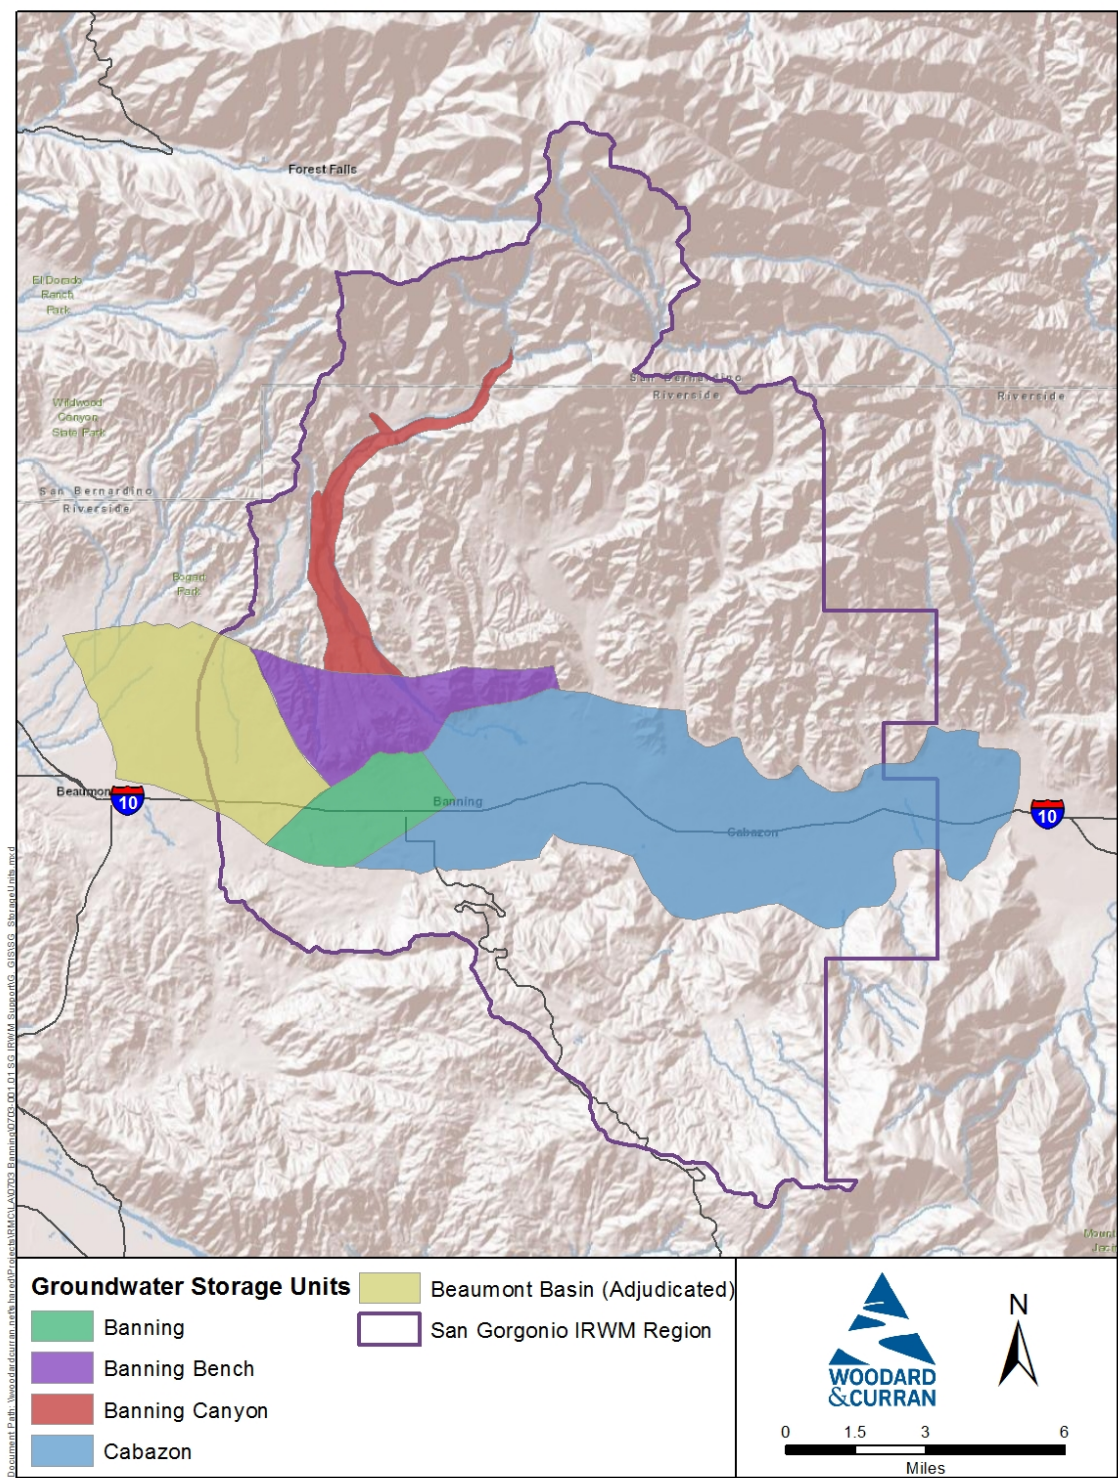 Forest Falls
El Dorado
Ranch
Park
San Bernardino
Riverside
Riverside
Wildwood
Canyon
State Park
San Bernardino
Riverside
Bogart
Park
Beaumon
10
Banning
Cabazon
10
Mount
Groundwater Storage Units
Banning
Banning Bench
Banning Canyon
Cabazon
Beaumont Basin (Adjudicated)
San Gorgonio IRWM Region
WOODARD
&CURRAN
N
0 1.5 3 6
Miles